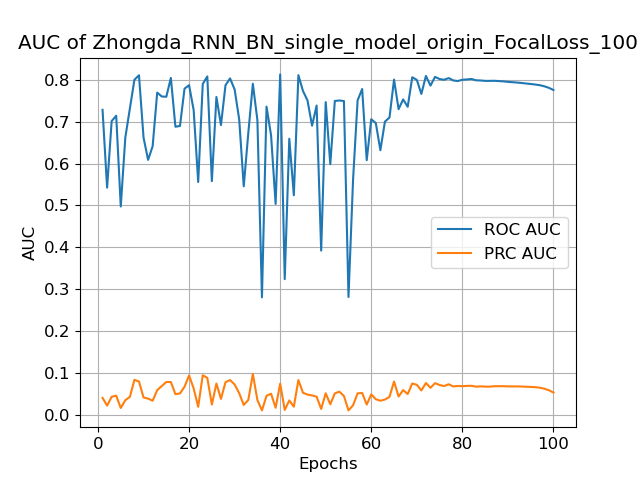 AUC of Zhongda_RNN_BN_single_model_origin_FocalLoss_100
0.8
0.7
0.6
0.5
0.4
0.3
0.2
0.1
0.0
AUC
ROC AUC
PRC AUC
0 20 40 60 80 100
Epochs